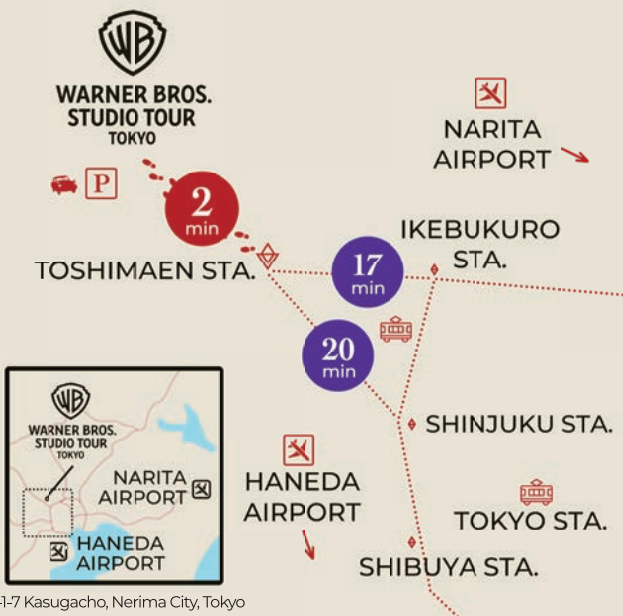 WB
WARNER BROS.
STUDIO TOUR
TOKYO
NARITA
AIRPORT
P
2
min
IKEBUKURO
STA.
TOSHIMAEN STA.
17
min
20
min
SHINJUKU STA.
HANEDA
AIRPORT
TOKYO STA.
SHIBUYA STA.
WB
WARNER BROS.
STUDIO TOUR
TOKYO
NARITA
AIRPORT
HANEDA
AIRPORT
-1-7 Kasugacho, Nerima City, Tokyo